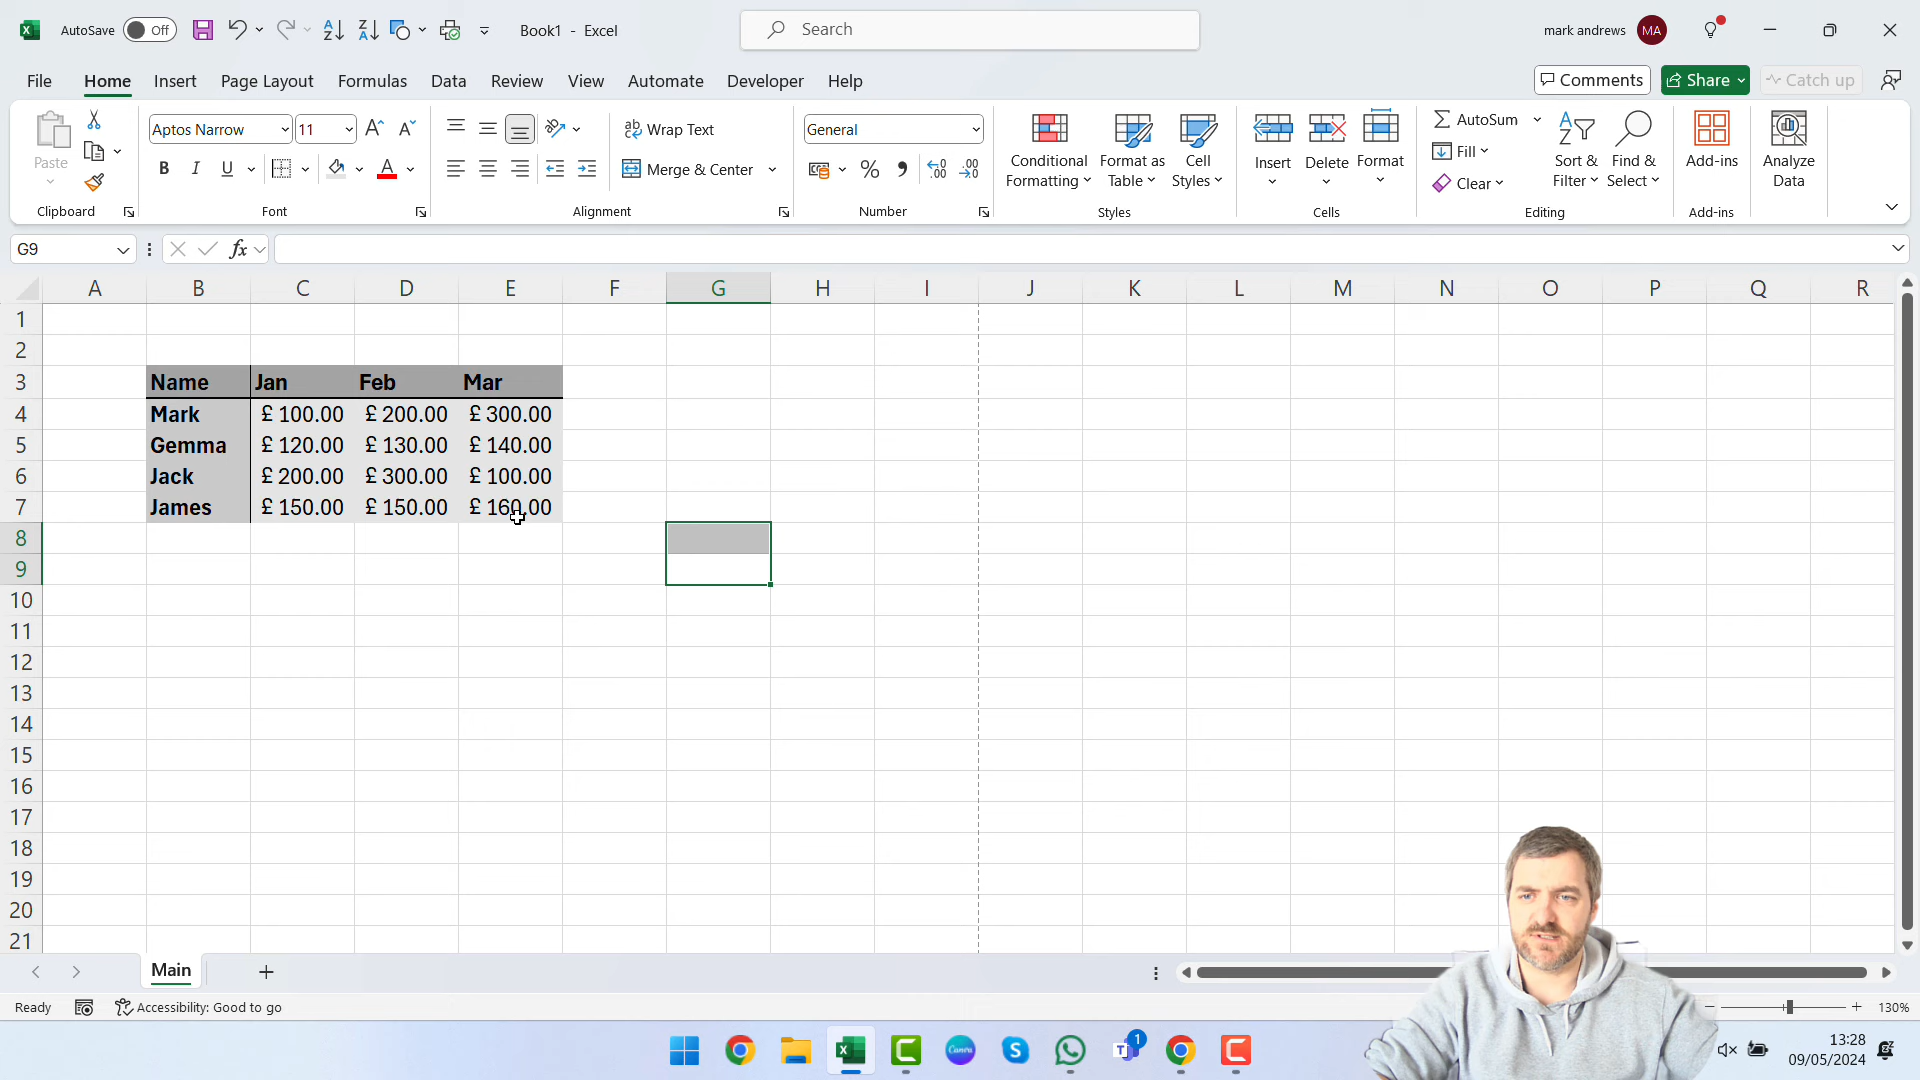 AutoSave Off Book1 - Excel Search mark andrews MA
File Home Insert Page Layout Formulas Data Review View Automate Developer Help Comments Share Catch up
Paste Aptos Narrow 11 Wrap Text General Conditional Formatting Format as Table Cell Styles Insert Delete Format AutoSum Sort & Filter Find & Select Add-ins Analyze Data
B I U Merge & Center % Fill
Clear
Clipboard Font Alignment Number Styles Cells Editing Add-ins
G9 fx
A B C D E F G H I J K L M N O P Q R
1
2
3 Name Jan Feb Mar
4 Mark £ 100.00 £ 200.00 £ 300.00
5 Gemma £ 120.00 £ 130.00 £ 140.00
6 Jack £ 200.00 £ 300.00 £ 100.00
7 James £ 150.00 £ 150.00 £ 160.00
8
9
10
11
12
13
14
15
16
17
18
19
20
21
Main
Ready Accessibility: Good to go 130%
Canva 1 13:28
09/05/2024